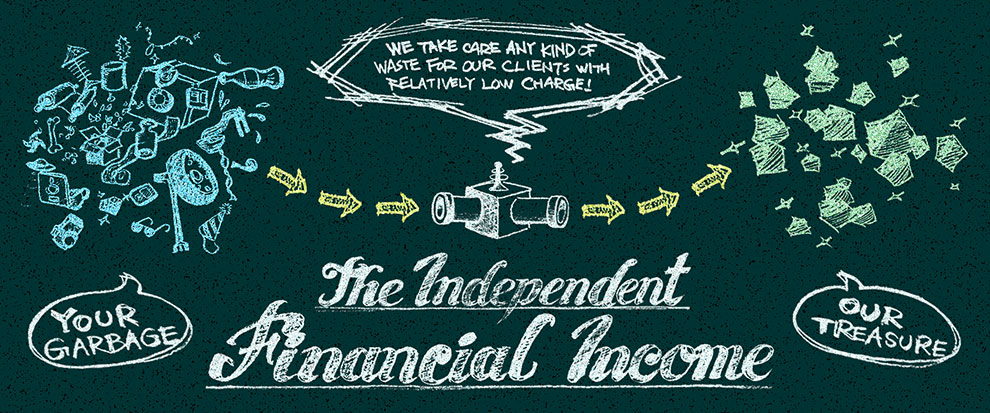 WE TAKE CARE ANY KIND OF
WASTE FOR OUR CLIENTS WITH
RELATIVELY LOW CHARGE!
The Independent
Financial Income
YOUR
GARBAGE
OUR
TREASURE